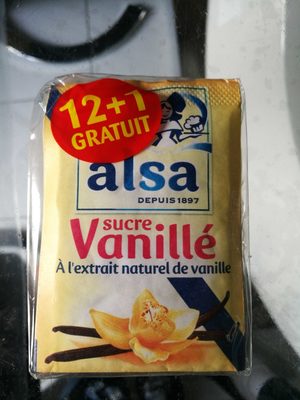 12+1
GRATUIT
alsa
DEPUIS 1897
sucre
Vanillé
À l'extrait naturel de vanille